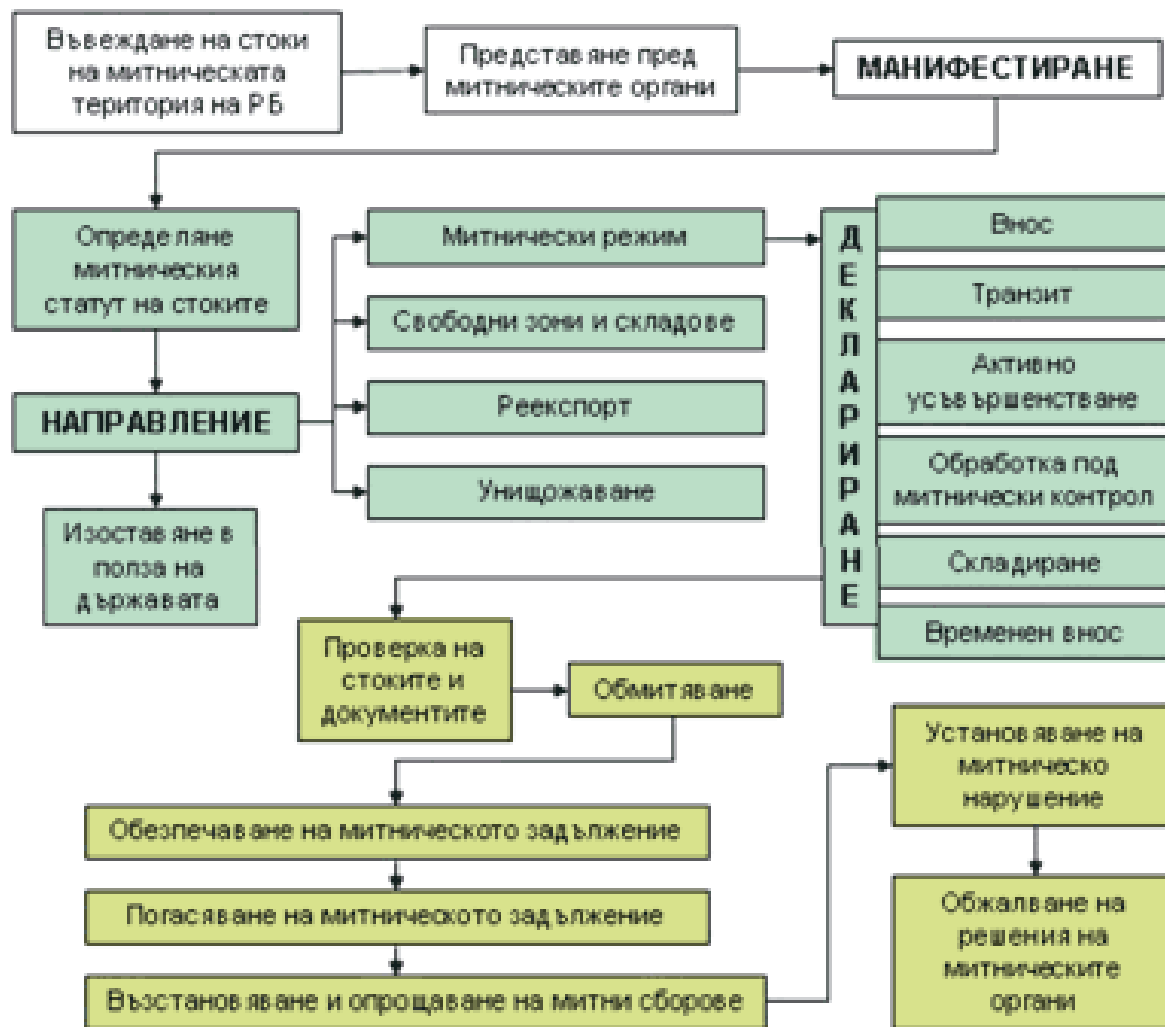 Въвеждане на стоки
на митническата
територия на РБ
Представяне пред
митническите органи
МАНИФЕСТИРАНЕ
Определяне
митническия
статут на стоките
НАПРАВЛЕНИЕ
Изоставяне в
полза на
държавата
Митнически режим
Свободни зони и складове
Реекспорт
Унищожаване
ДЕКЛАРИРАНЕ
Внос
Транзит
Активно
усъвършенстване
Обработка под
митнически контрол
Складиране
Временен внос
Проверка на
стоките и
документите
Обмитяване
Обезпечаване на митническото задължение
Погасяване на митническото задължение
Възстановяване и опрощаване на митни сборове
Установяване на
митническо
нарушение
Обжалване на
решения на
митническите
органи